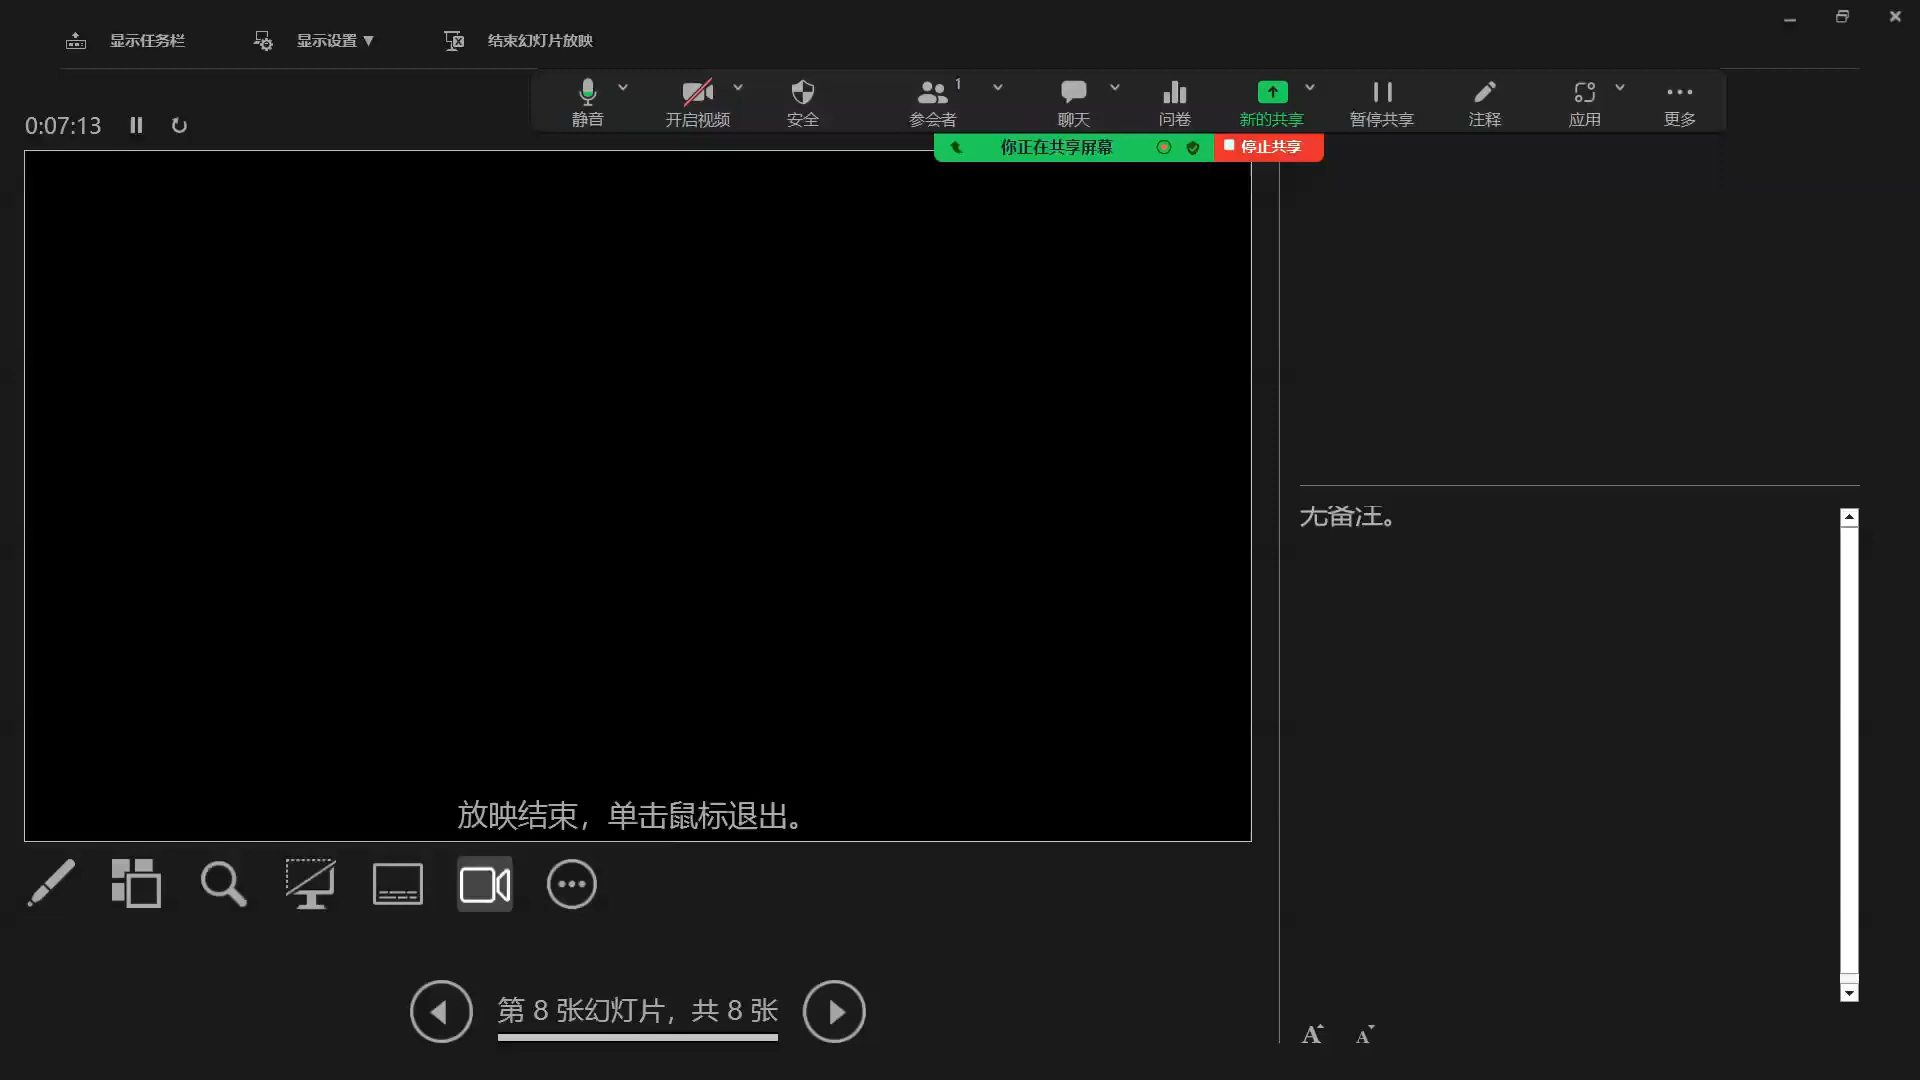 显示任务栏
显示设置 ▼
结束幻灯片放映
静音
开启视频
安全
1
参会者
聊天
问卷
新的共享
暂停共享
注释
应用
更多
0:07:13
你正在共享屏幕
停止共享
无备注。
放映结束，单击鼠标退出。
第 8 张幻灯片，共 8 张
A
A